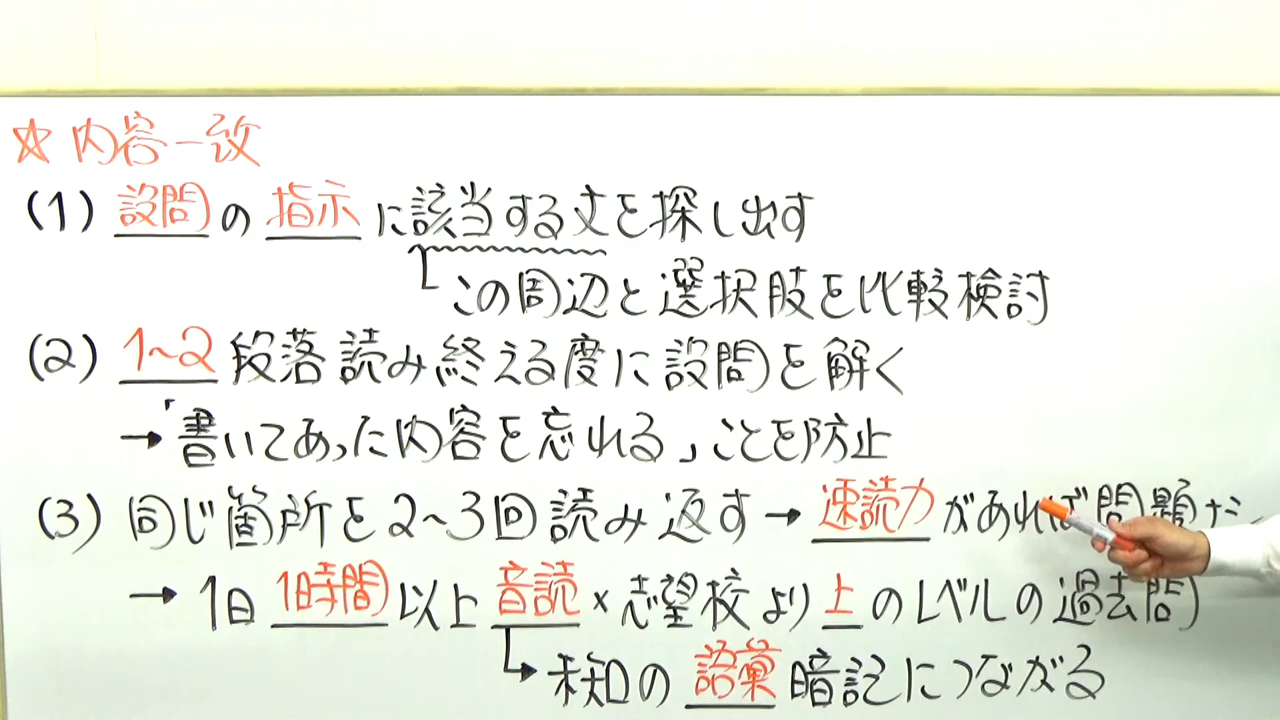 ☆内容一致
(1) 設問の指示に該当する文を探し出す
この周辺と選択肢を比較検討
(2) 1~2段落読み終える度に設問を解く
→「書いてあった内容を忘れる」ことを防止
(3) 同じ箇所を2~3回読み返す→速読力があれば問題な
→1日1時間以上音読×志望校より上のレベルの過去問
未知の語彙暗記につながる